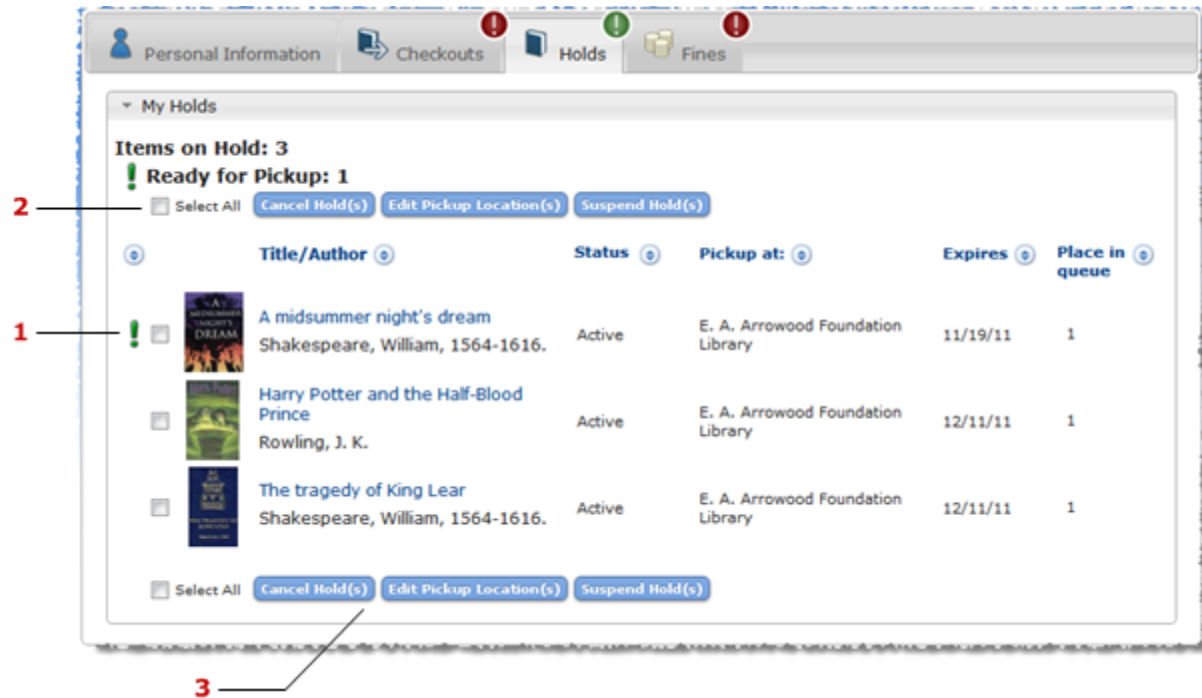 Personal Information
Checkouts
Holds
Fines
My Holds
Items on Hold: 3
Ready for Pickup: 1
2
Select All Cancel Hold(s) Edit Pickup Location(s) Suspend Hold(s)
Title/Author Status Pickup at: Expires Place in
queue
1
A
MIDSUMMER
NIGHT'S
DREAM
A midsummer night's dream
Shakespeare, William, 1564-1616.
Active
E. A. Arrowood Foundation
Library
11/19/11
1
Harry Potter and the Half-Blood
Prince
Rowling, J. K.
Active
E. A. Arrowood Foundation
Library
12/11/11
1
The tragedy of King Lear
Shakespeare, William, 1564-1616.
Active
E. A. Arrowood Foundation
Library
12/11/11
1
Select All Cancel Hold(s) Edit Pickup Location(s) Suspend Hold(s)
3